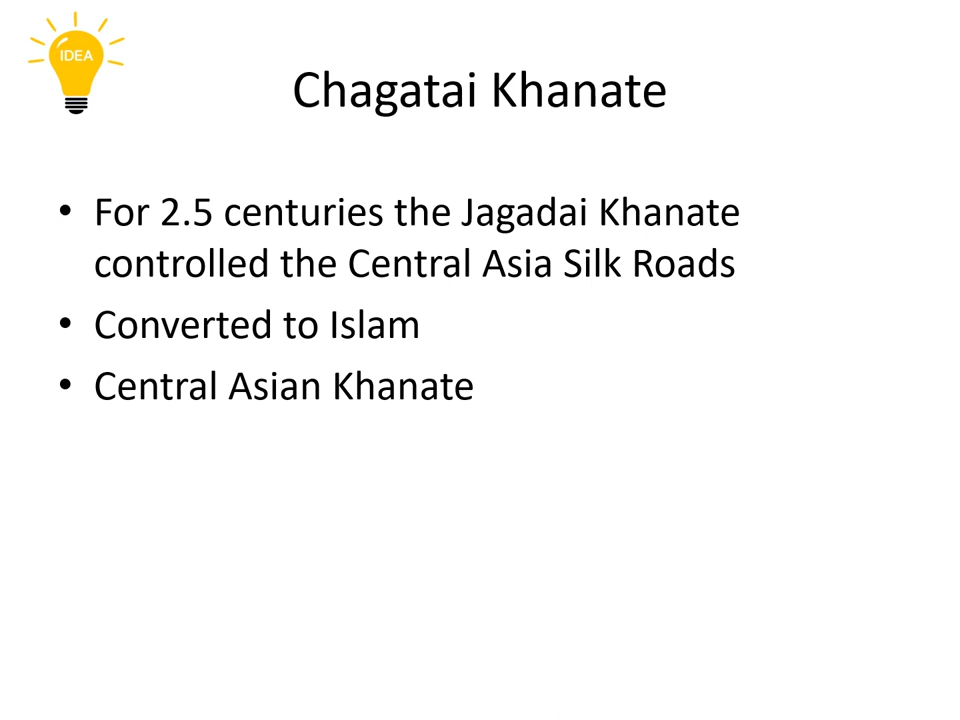 IDEA
Chagatai Khanate
• For 2.5 centuries the Jagadai Khanate
controlled the Central Asia Silk Roads
• Converted to Islam
• Central Asian Khanate